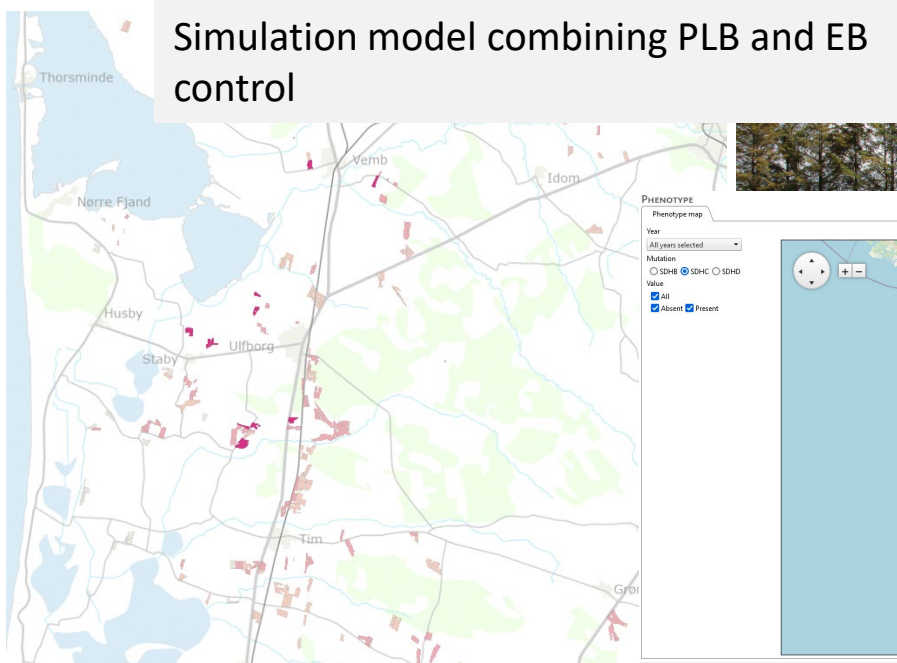 Simulation model combining PLB and EB
control
Thorsminde
Vemb
Idom
Nørre Fjand
Husby
Ulfborg
Staby
Tim
PHENOTYPE
Phenotype map
Year
All years selected
Mutation
SDHB SDHC SDHD
Value
All
Absent Present
+ −